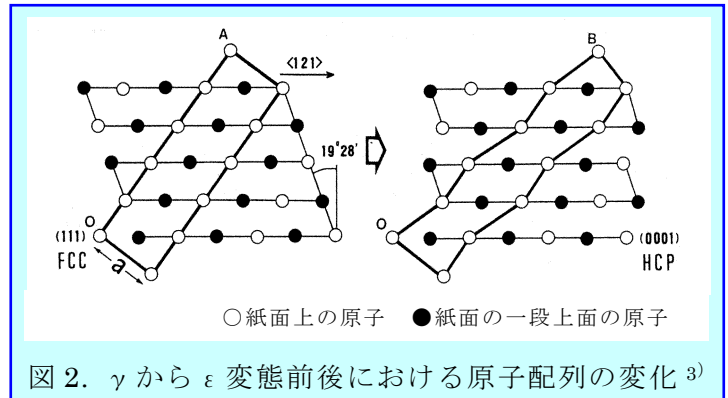 A
B
<121>
19°28'
O
O
(111)
(0001)
FCC
HCP
a
○紙面上の原子 ●紙面の一段上面の原子
図2. γからε変態前後における原子配列の変化 3)